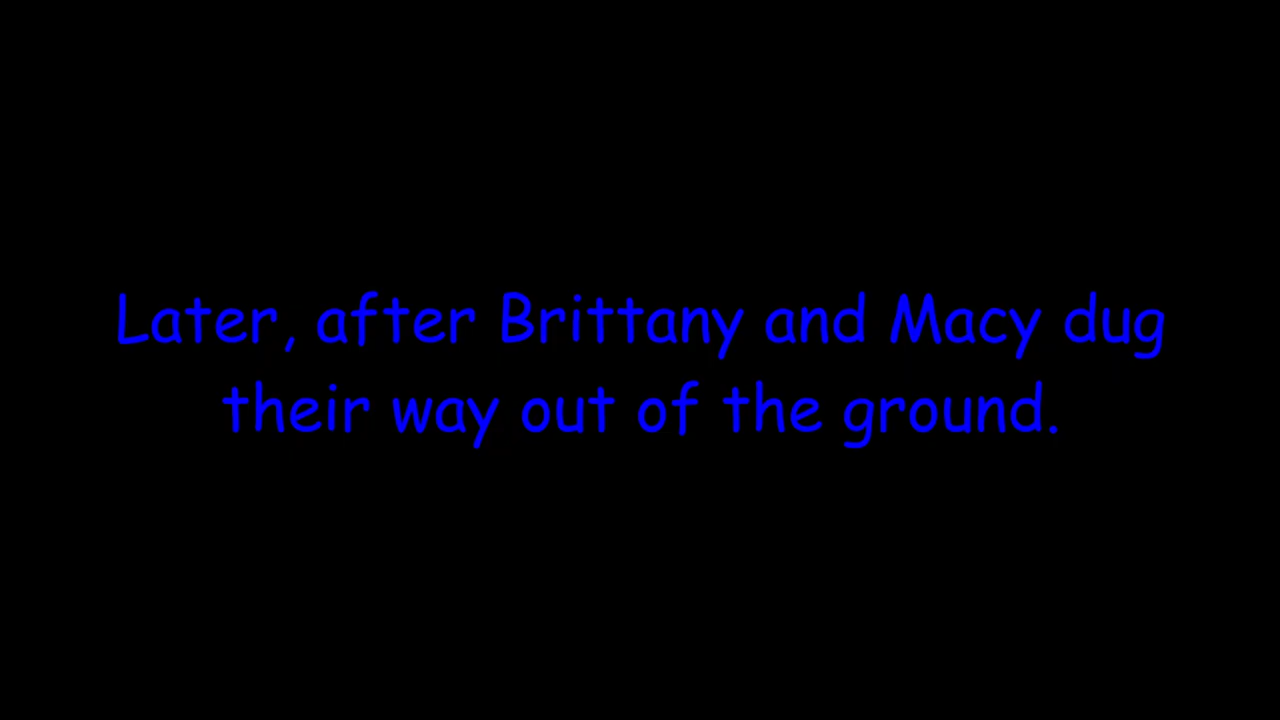 Later, after Brittany and Macy dug
their way out of the ground.